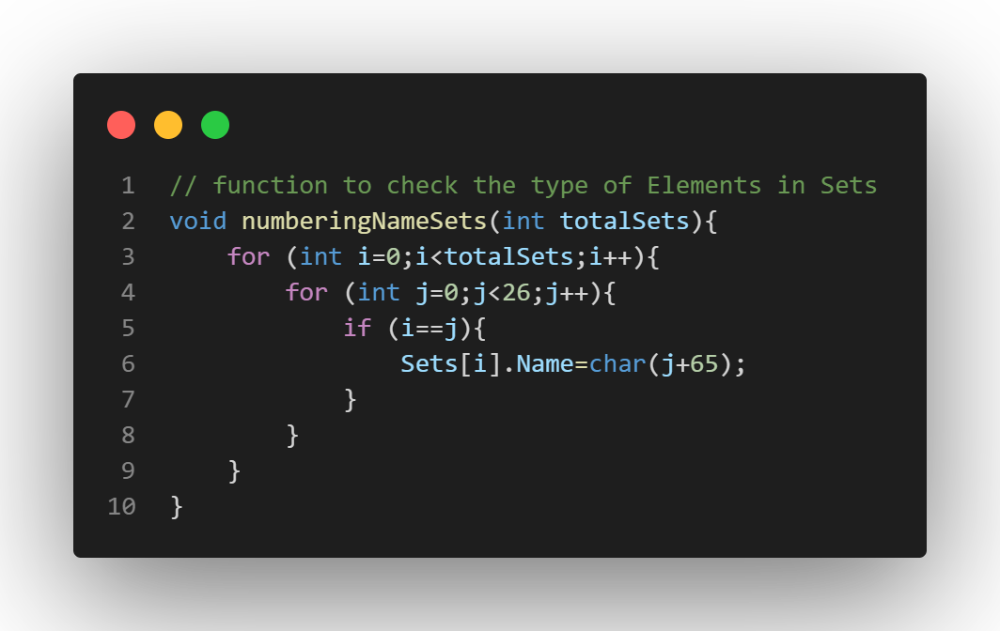 1 // function to check the type of Elements in Sets
2 void numberingNameSets(int totalSets){
3     for (int i=0;i<totalSets;i++){
4         for (int j=0;j<26;j++){
5             if (i==j){
6                 Sets[i].Name=char(j+65);
7             }
8         }
9     }
10 }